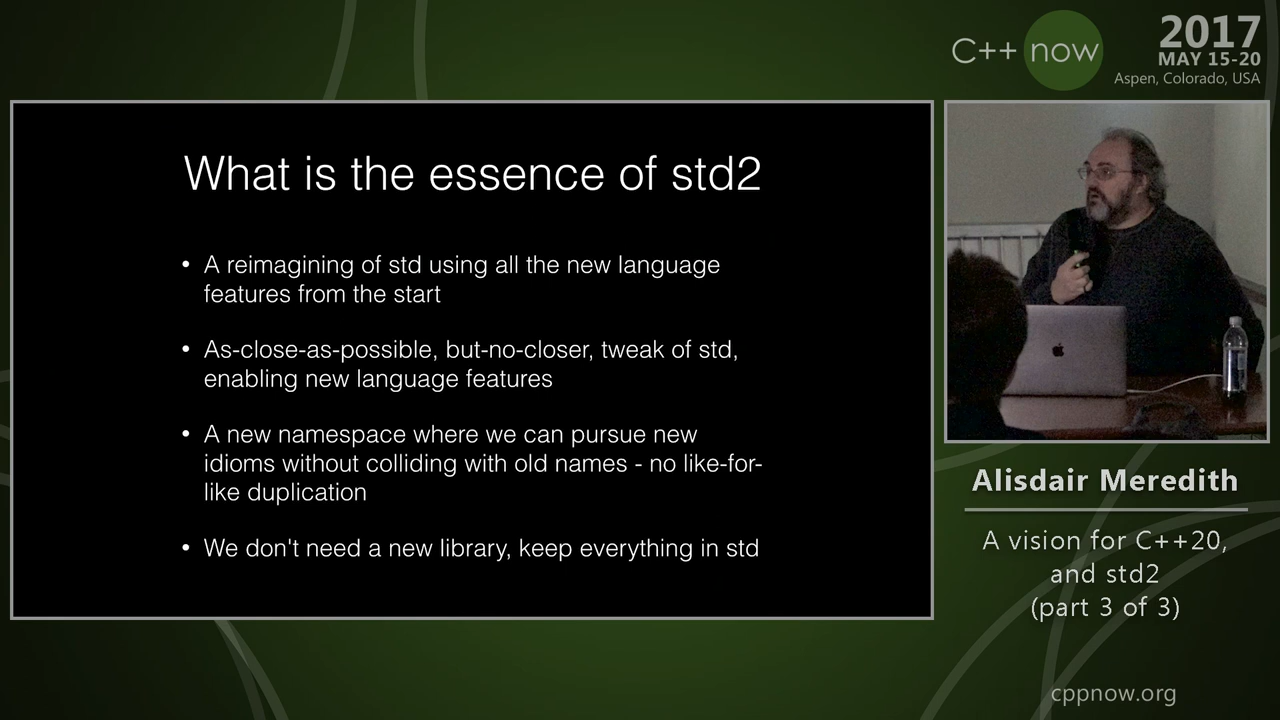 C++ now
2017
MAY 15-20
Aspen, Colorado, USA
What is the essence of std2
• A reimagining of std using all the new language
features from the start
• As-close-as-possible, but-no-closer, tweak of std,
enabling new language features
• A new namespace where we can pursue new
idioms without colliding with old names - no like-for-
like duplication
• We don't need a new library, keep everything in std
Alisdair Meredith
A vision for C++20,
and std2
(part 3 of 3)
cppnow.org